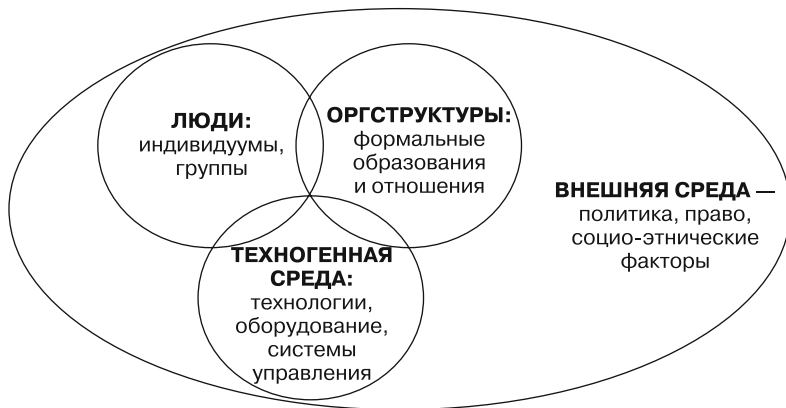 ЛЮДИ:
индивидуумы,
группы
ОРГСТРУКТУРЫ:
формальные
образования
и отношения
ВНЕШНЯЯ СРЕДА —
политика, право,
социо-этнические
факторы
ТЕХНОГЕННАЯ
СРЕДА:
технологии,
оборудование,
системы
управления